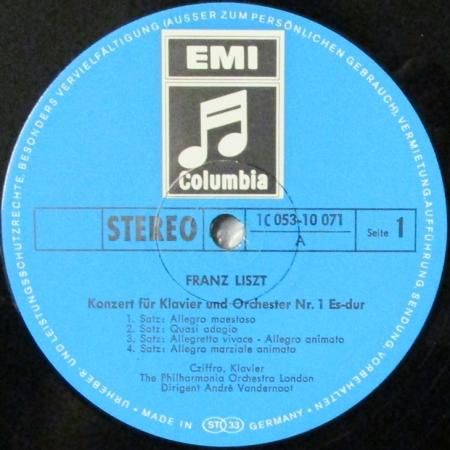 EMI
Columbia
STEREO
1C 053-10 071
A
Seite 1
FRANZ LISZT
Konzert für Klavier und Orchester Nr. 1 Es-dur
1. Satz: Allegro maestoso
2. Satz: Quasi adagio
3. Satz: Allegretto vivace - Allegro animato
4. Satz: Allegro marziale animato
Cziffra, Klavier
The Philharmonia Orchestra London
Dirigent André Vandernoot
URHEBER- UND LEISTUNGSSCHUTZRECHTE, BESONDERS VERVIELFÄLTIGUNG (AUSSER ZUM PERSÖNLICHEN GEBRAUCH), VERMIETUNG, AUFFÜHRUNG, SENDUNG VORBEHALTEN
• MADE IN GERMANY •
STO 33